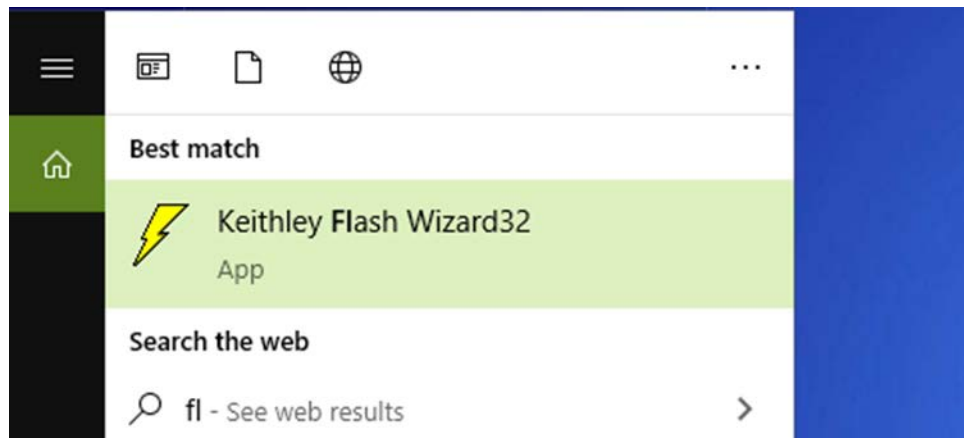 Best match
Keithley Flash Wizard32
App
Search the web
fl - See web results